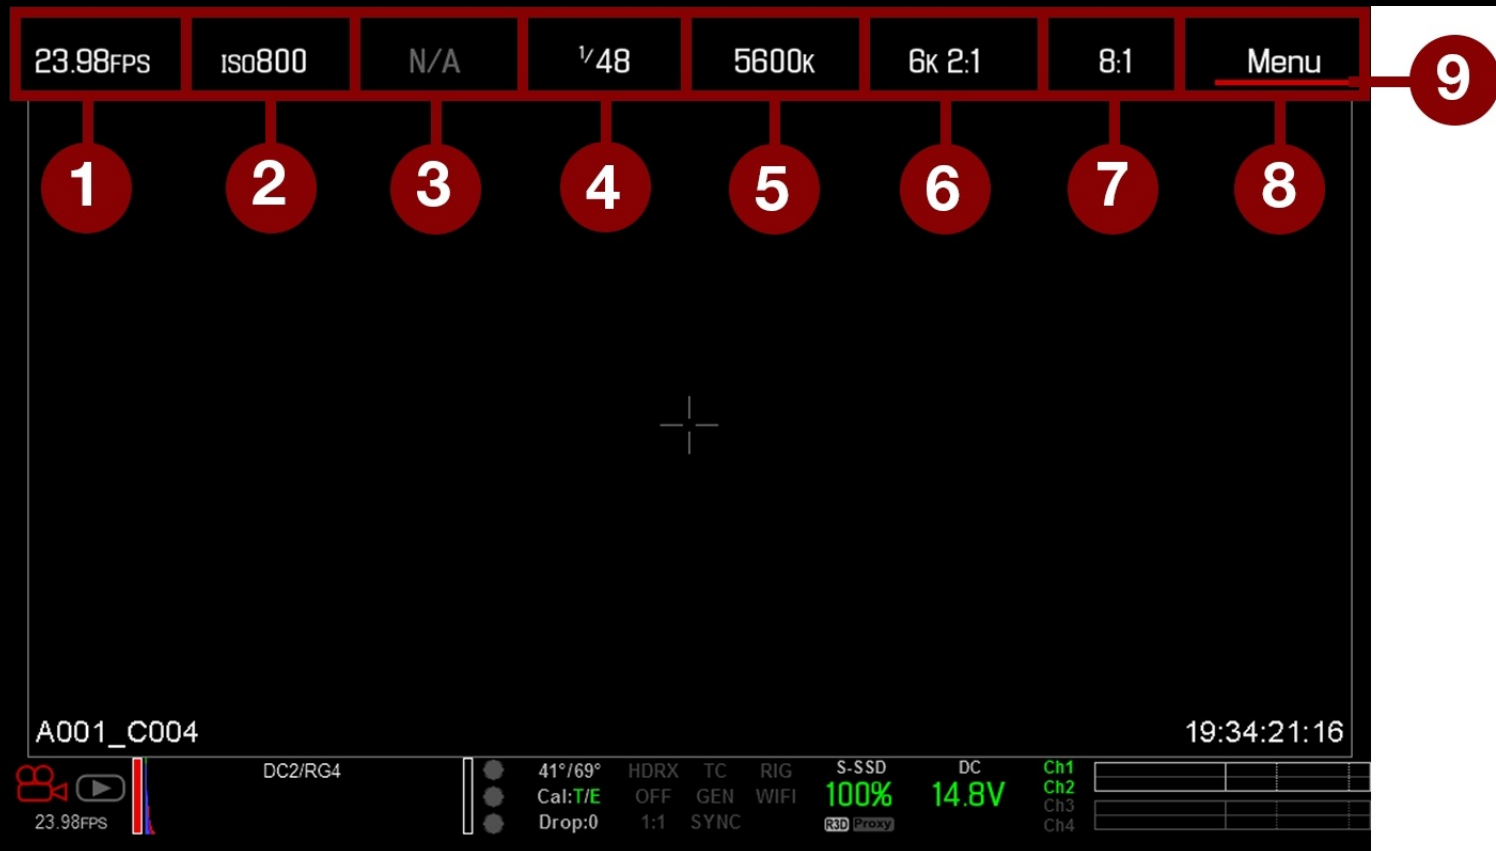 23.98FPS ISO800 N/A 1/48 5600K 6K 2:1 8:1 Menu
9
1 2 3 4 5 6 7 8
A001_C004 19:34:21:16
DC2/RG4 41°/69° HDRX TC RIG S-SSD DC Ch1
Cal:T/E OFF GEN WIFI 100% 14.8V Ch2
23.98FPS Drop:0 1:1 SYNC R3D Proxy Ch3
Ch4